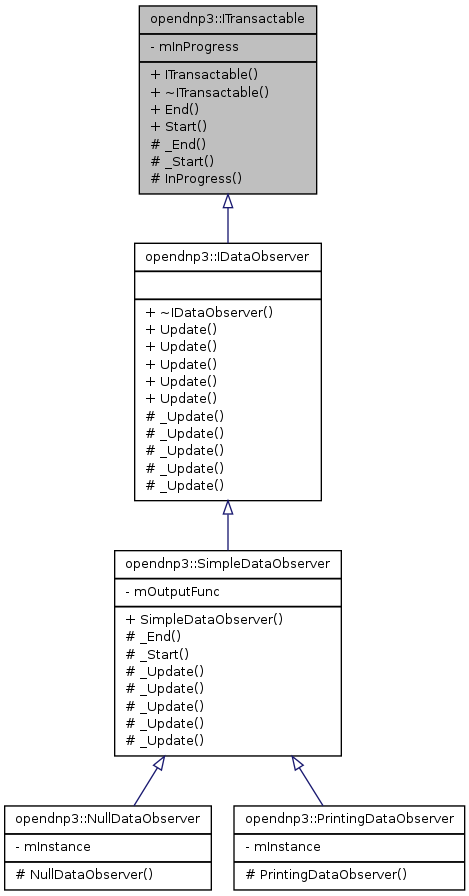 opendnp3::ITransactable
- mInProgress
+ ITransactable()
+ ~ITransactable()
+ End()
+ Start()
# _End()
# _Start()
# InProgress()
opendnp3::IDataObserver
+ ~IDataObserver()
+ Update()
+ Update()
+ Update()
+ Update()
+ Update()
# _Update()
# _Update()
# _Update()
# _Update()
# _Update()
opendnp3::SimpleDataObserver
- mOutputFunc
+ SimpleDataObserver()
# _End()
# _Start()
# _Update()
# _Update()
# _Update()
# _Update()
# _Update()
opendnp3::NullDataObserver
- mInstance
# NullDataObserver()
opendnp3::PrintingDataObserver
- mInstance
# PrintingDataObserver()